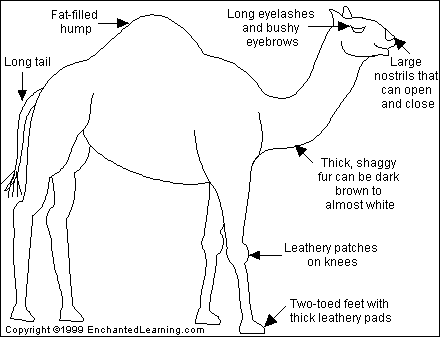 Fat-filled
hump
Long eyelashes
and bushy
eyebrows
Long tail
Large
nostrils that
can open
and close
Thick, shaggy
fur can be dark
brown to
almost white
Leathery patches
on knees
Two-toed feet with
thick leathery pads
Copyright ©1999 EnchantedLearning.com